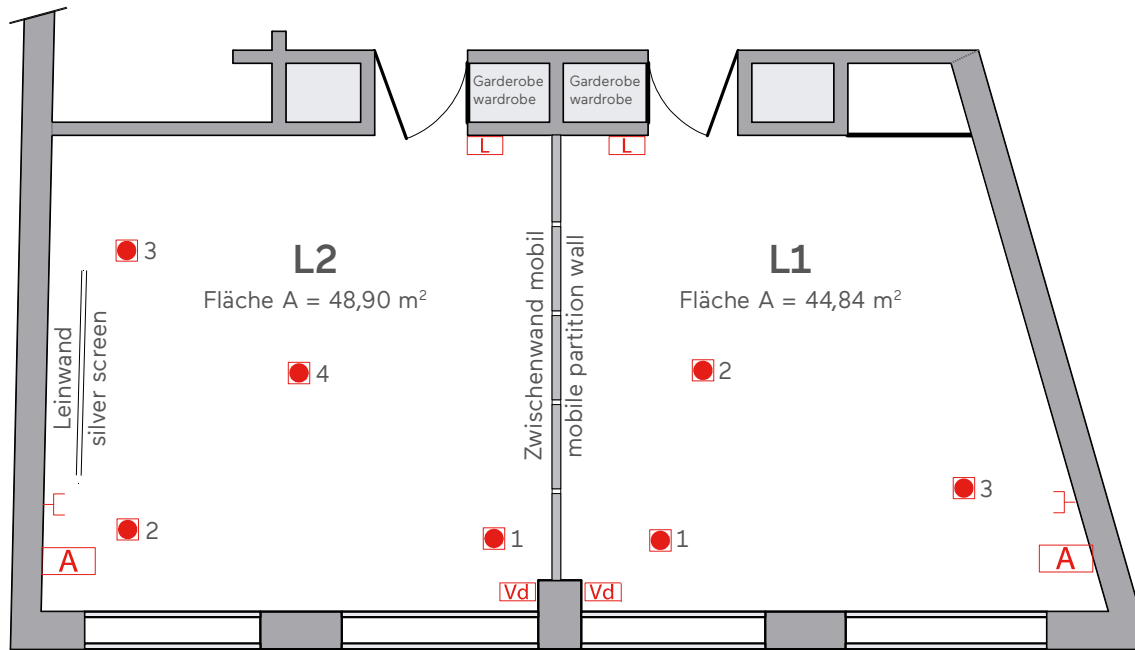 Garderobe
wardrobe
Garderobe
wardrobe
L
L
3
L2
Fläche A = 48,90 m²
L1
Fläche A = 44,84 m²
Leinwand
silver screen
Zwischenwand mobil
mobile partition wall
4
2
3
2
1
1
A
A
Vd
Vd